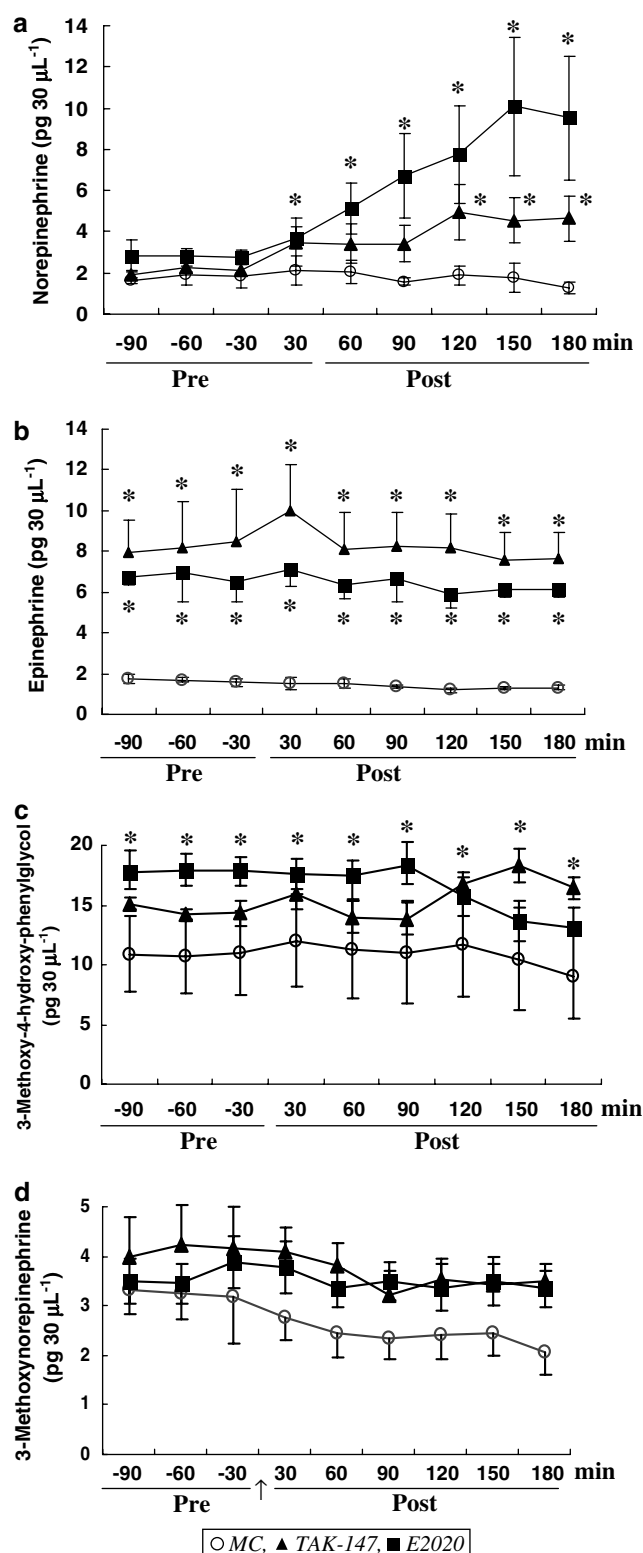 a
Norepinephrine (pg 30 µL-1)
14
12
10
8
6
4
2
0
* * * * * *
* * *
-90 -60 -30 30 60 90 120 150 180 min
Pre Post
b
Epinephrine (pg 30 µL-1)
14
12
10
8
6
4
2
0
* * * * * * * * *
* * * * * * * * *
-90 -60 -30 30 60 90 120 150 180 min
Pre Post
c
3-Methoxy-4-hydroxy-phenylglycol
(pg 30 µL-1)
20
15
10
5
0
* * * * * * * * *
-90 -60 -30 30 60 90 120 150 180 min
Pre Post
d
3-Methoxynorepinephrine
(pg 30 µL-1)
5
4
3
2
1
0
-90 -60 -30 30 60 90 120 150 180 min
Pre ↑ Post
○ MC, ▲ TAK-147, ■ E2020